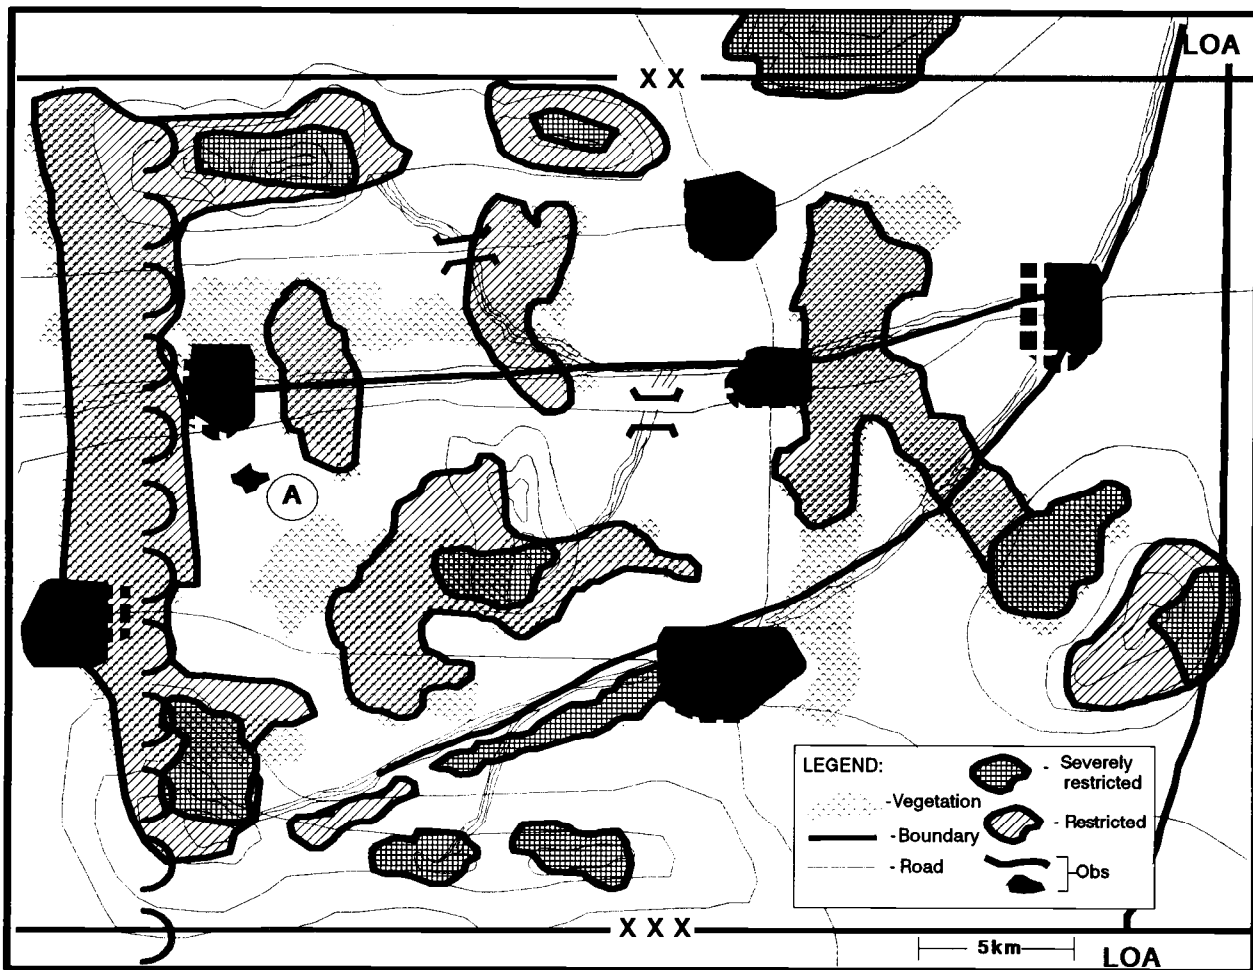 LOA
X X
A
LEGEND:
- Severely
restricted
-Vegetation
-Boundary
- Restricted
- Road
-Obs
X X X
5km
LOA